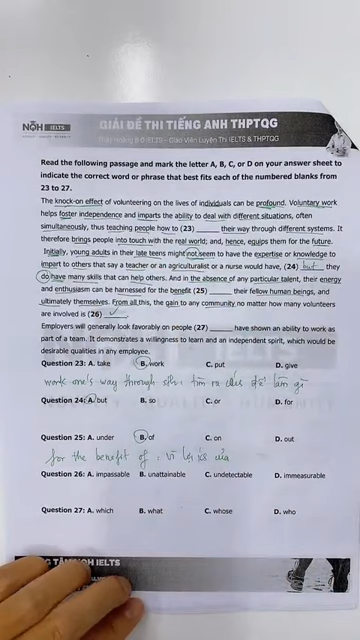 NQH IELTS
GIẢI ĐỀ THI TIẾNG ANH THPTQG
Giáo Viên Luyện Thi IELTS & THPTQG
Read the following passage and mark the letter A, B, C, or D on your answer sheet to
indicate the correct word or phrase that best fits each of the numbered blanks from
23 to 27.
The knock-on effect of volunteering on the lives of individuals can be profound. Voluntary work
helps foster independence and imparts the ability to deal with different situations, often
simultaneously, thus teaching people how to (23) ______ their way through different systems. It
therefore brings people into touch with the real world; and, hence, equips them for the future.
Initially, young adults in their late teens might not seem to have the expertise or knowledge to
impart to others that say a teacher or an agriculturalist or a nurse would have, (24) but they
do have many skills that can help others. And in the absence of any particular talent, their energy
and enthusiasm can be harnessed for the benefit (25) ______ their fellow human beings, and
ultimately themselves. From all this, the gain to any community no matter how many volunteers
are involved is (26) ______
Employers will generally look favorably on people (27) ______ have shown an ability to work as
part of a team. It demonstrates a willingness to learn and an independent spirit, which would be
desirable qualities in any employee.
Question 23: A. take B. work C. put D. give
work one's way through sth: tìm ra cách để làm gì
Question 24: A. but B. so C. or D. for
Question 25: A. under B. of C. on D. out
for the benefit of: vì lợi ích của
Question 26: A. impassable B. unattainable C. undetectable D. immeasurable
Question 27: A. which B. what C. whose D. who
G TÂM NQH IELTS